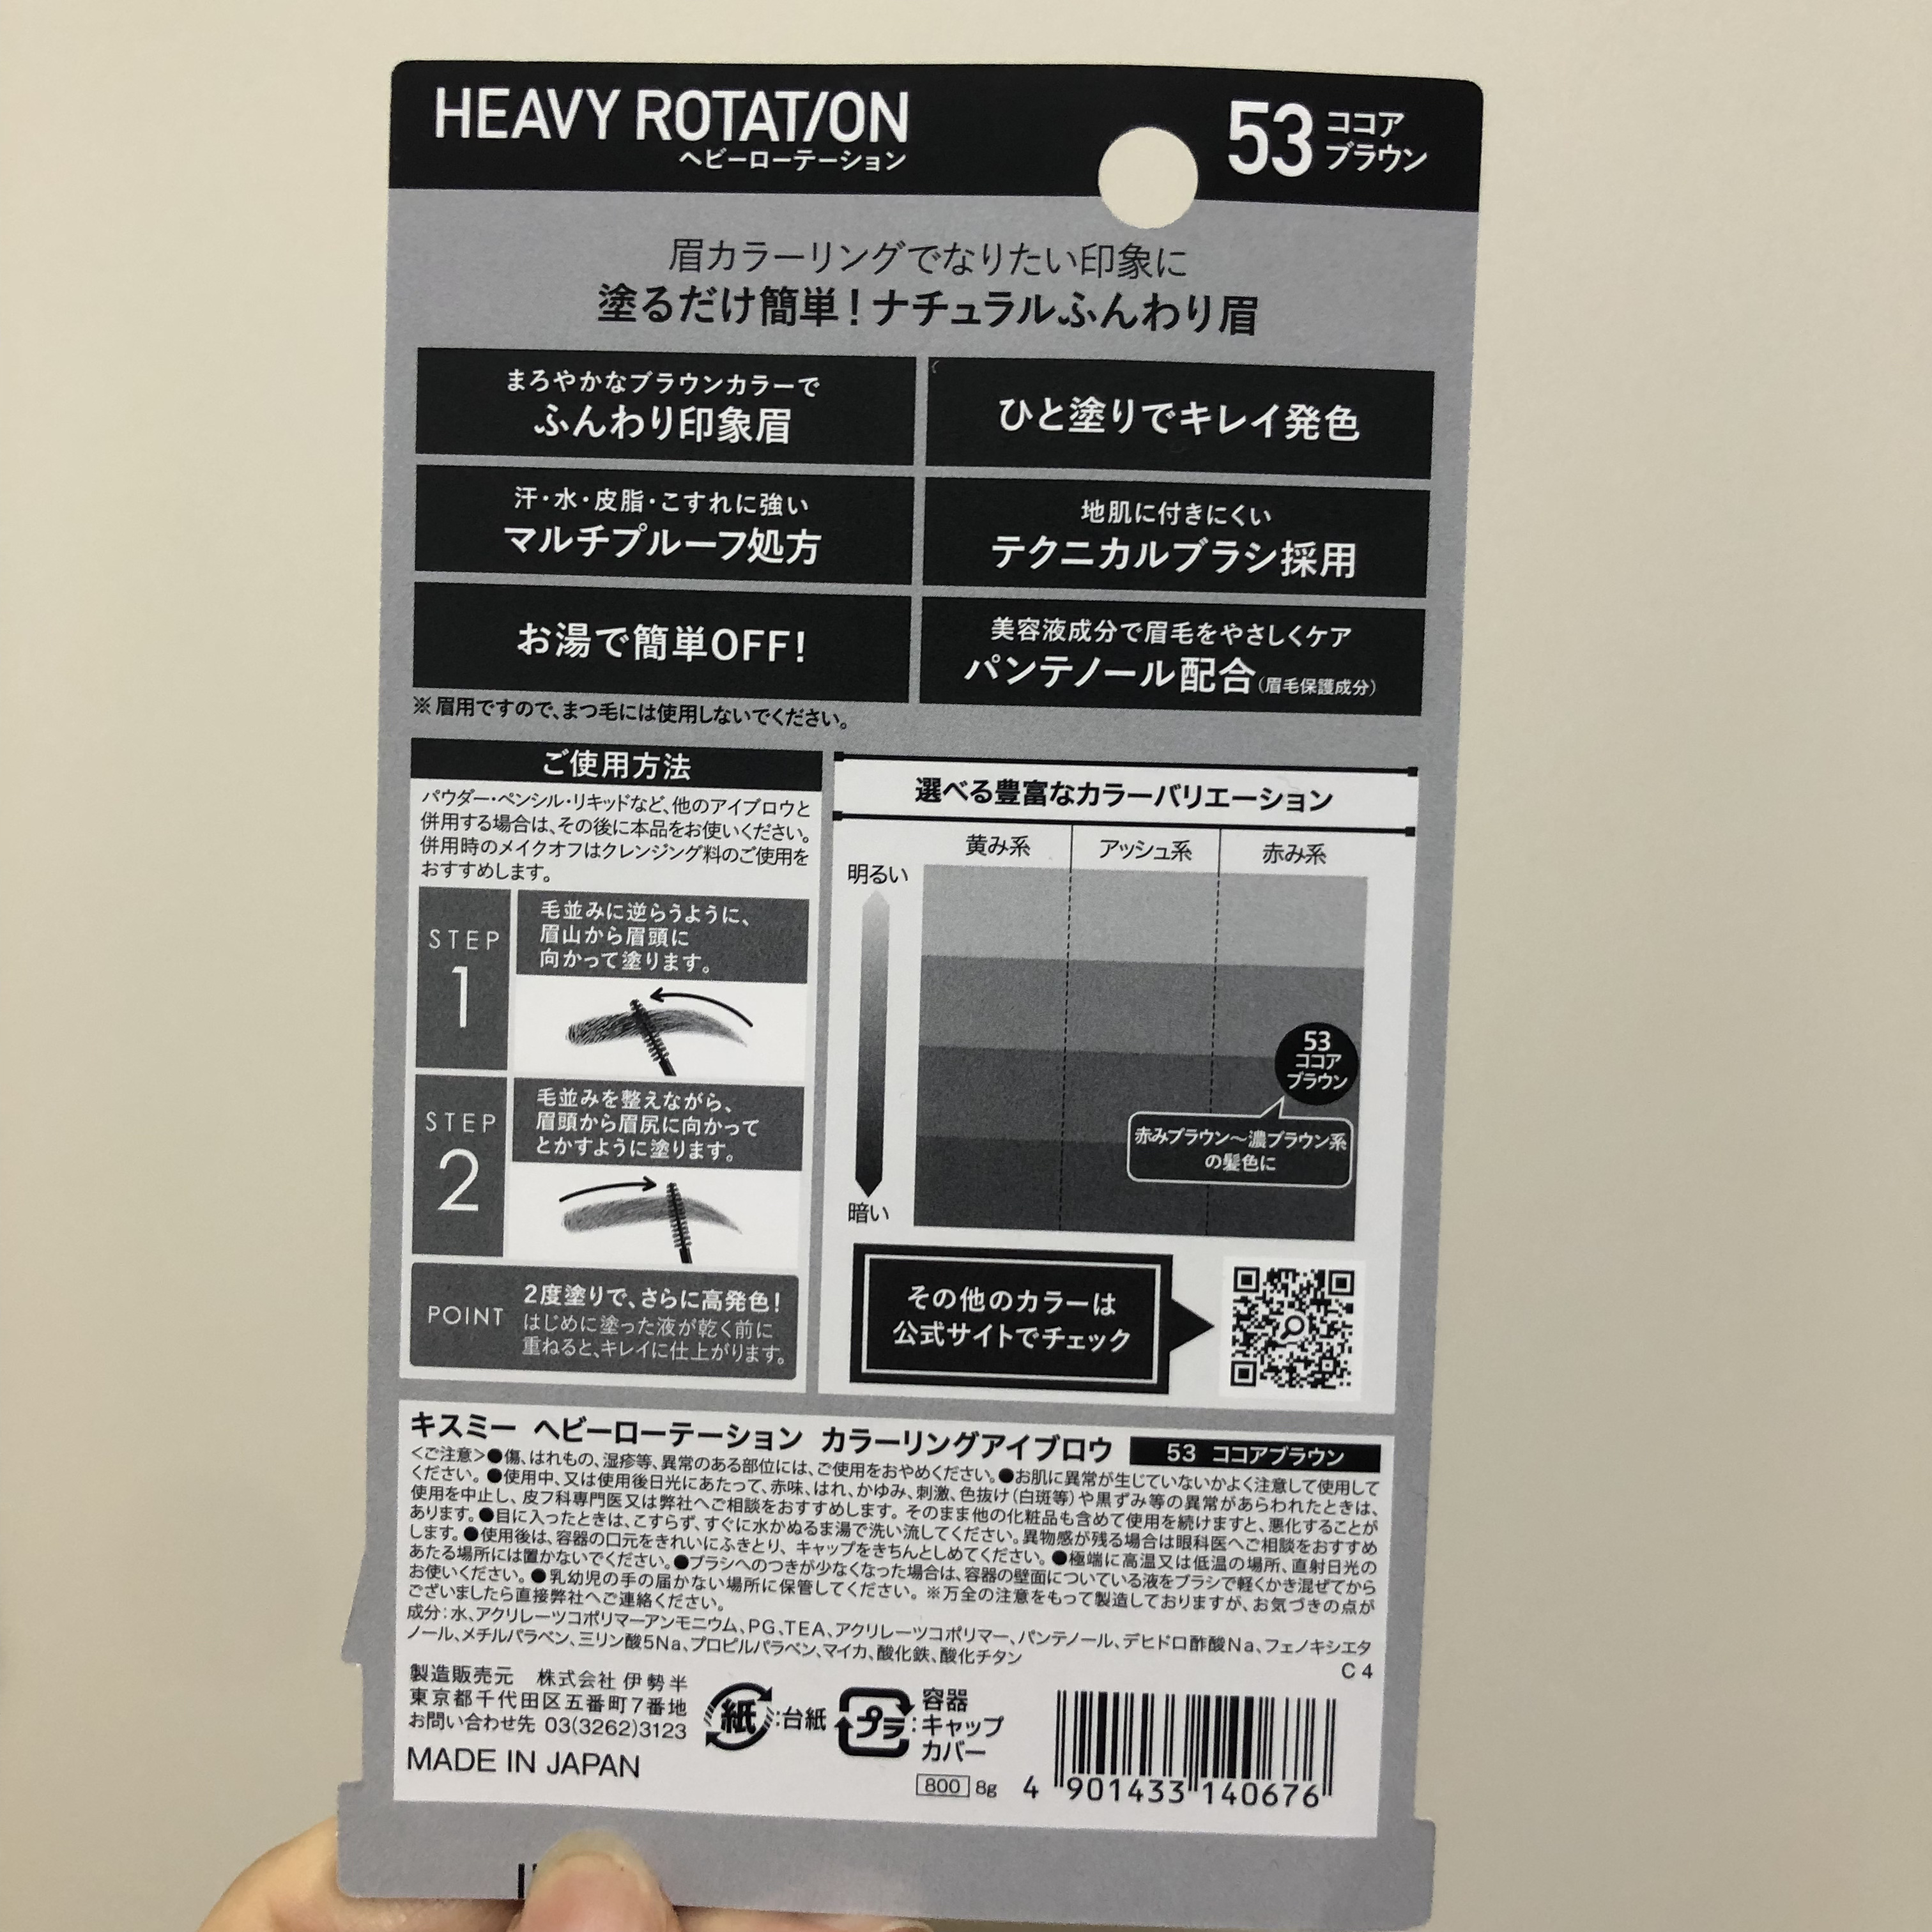 HEAVY ROTAT/ON
ヘビーローテーション
53 ココア
ブラウン
眉カラーリングでなりたい印象に
塗るだけ簡単！ナチュラルふんわり眉
まろやかなブラウンカラーで
ふんわり印象眉
ひと塗りでキレイ発色
汗・水・皮脂・こすれに強い
マルチプルーフ処方
地肌に付きにくい
テクニカルブラシ採用
お湯で簡単OFF！
美容液成分で眉毛をやさしくケア
パンテノール配合(眉毛保護成分)
※眉用ですので、まつ毛には使用しないでください。
ご使用方法
パウダー・ペンシル・リキッドなど、他のアイブロウと
併用する場合は、その後に本品をお使いください。
併用時のメイクオフはクレンジング料のご使用を
おすすめします。
STEP
1
毛並みに逆らうように、
眉山から眉頭に
向かって塗ります。
STEP
2
毛並みを整えながら、
眉頭から眉尻に向かって
とかすように塗ります。
POINT
2度塗りで、さらに高発色！
はじめに塗った液が乾く前に
重ねると、キレイに仕上がります。
選べる豊富なカラーバリエーション
黄み系 アッシュ系 赤み系
明るい
53
ココア
ブラウン
赤みブラウン～濃ブラウン系
の髪色に
暗い
その他のカラーは
公式サイトでチェック
キスミー ヘビーローテーション カラーリングアイブロウ 53 ココアブラウン
＜ご注意＞●傷、はれもの、湿疹等、異常のある部位には、ご使用をおやめください。●お肌に異常が生じていないかよく注意して使用して
ください。●使用中、又は使用後日光にあたって、赤味、はれ、かゆみ、刺激、色抜け(白斑等)や黒ずみ等の異常があらわれたときは、
使用を中止し、皮フ科専門医又は弊社へご相談をおすすめします。そのまま他の化粧品も含めて使用を続けますと、悪化することが
あります。●目に入ったときは、こすらず、すぐに水かぬるま湯で洗い流してください。異物感が残る場合は眼科医へご相談をおすすめ
します。●使用後は、容器の口元をきれいにふきとり、キャップをきちんとしめてください。●極端に高温又は低温の場所、直射日光の
あたる場所には置かないでください。●ブラシへのつきが少なくなった場合は、容器の壁面についている液をブラシで軽くかき混ぜてから
お使いください。●乳幼児の手の届かない場所に保管してください。※万全の注意をもって製造しておりますが、お気づきの点が
ございましたら直接弊社へご連絡ください。
成分：水、アクリレーツコポリマーアンモニウム、PG、TEA、アクリレーツコポリマー、パンテノール、デヒドロ酢酸Na、フェノキシエタ
ノール、メチルパラベン、三リン酸5Na、プロピルパラベン、マイカ、酸化鉄、酸化チタン
C4
製造販売元 株式会社 伊勢半
東京都千代田区五番町7番地
お問い合わせ先 03(3262)3123
MADE IN JAPAN
紙：台紙
プラ：容器
キャップ
カバー
800 8g
4 901433 140676